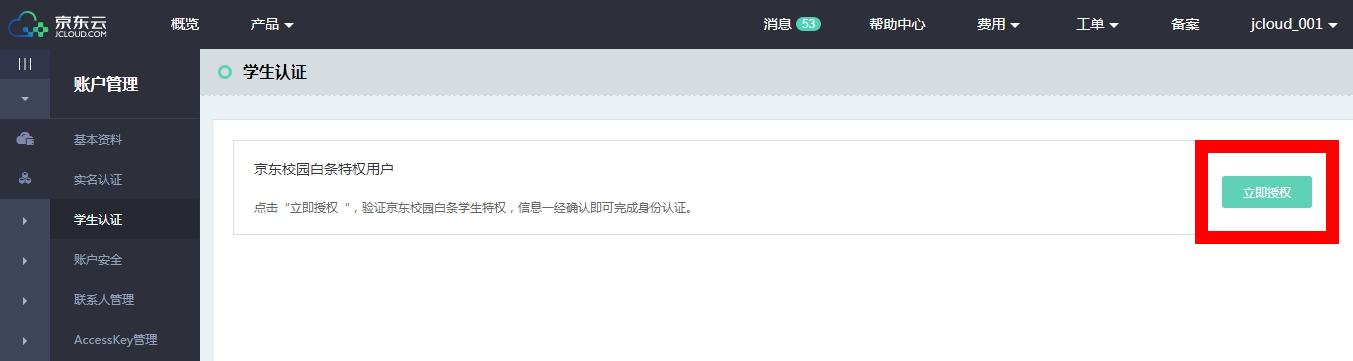 京东云
JCLOUD.COM
概览
产品
消息 53
帮助中心
费用
工单
备案
jcloud_001
账户管理
基本资料
实名认证
学生认证
账户安全
联系人管理
AccessKey管理
学生认证
京东校园白条特权用户
点击“立即授权“，验证京东校园白条学生特权，信息一经确认即可完成身份认证。
立即授权